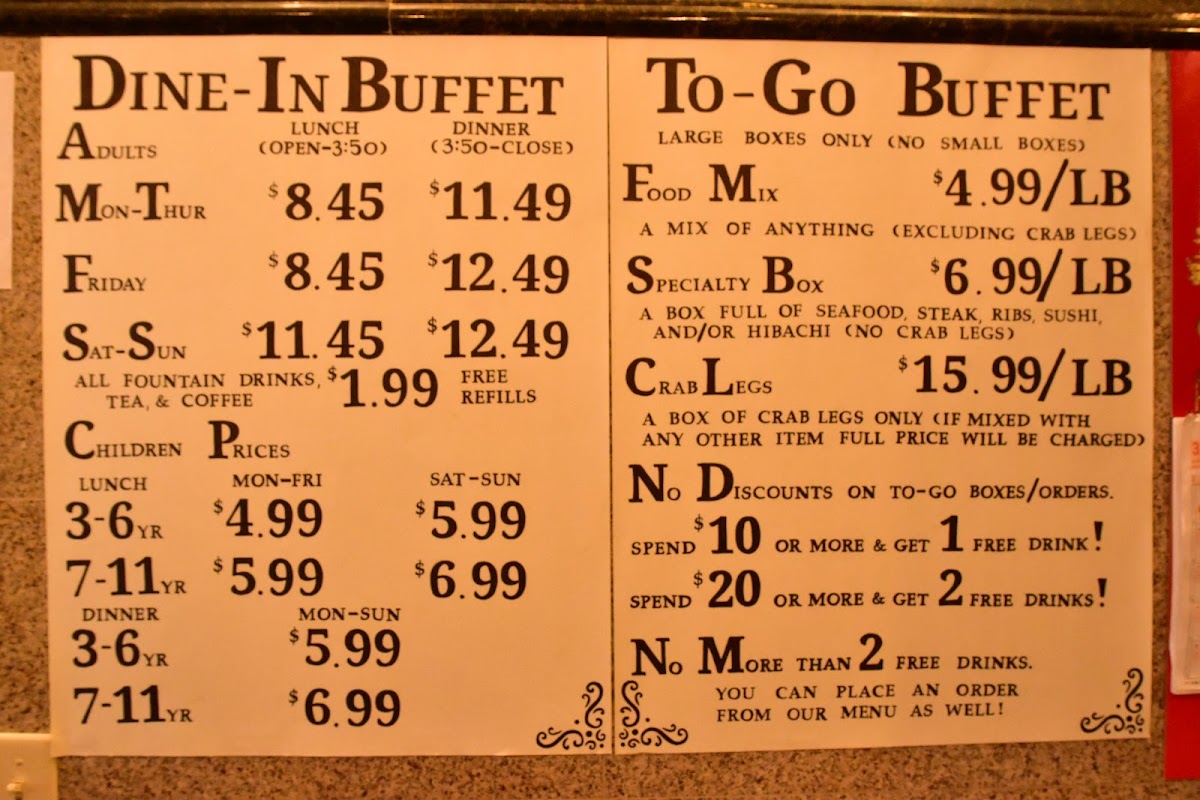 DINE-IN BUFFET
ADULTS LUNCH (OPEN-3:50) DINNER (3:50-CLOSE)
MON-THUR $8.45 $11.49
FRIDAY $8.45 $12.49
SAT-SUN $11.45 $12.49
ALL FOUNTAIN DRINKS, TEA, & COFFEE $1.99 FREE REFILLS
CHILDREN PRICES
LUNCH MON-FRI SAT-SUN
3-6YR $4.99 $5.99
7-11YR $5.99 $6.99
DINNER MON-SUN
3-6YR $5.99
7-11YR $6.99
TO-GO BUFFET
LARGE BOXES ONLY (NO SMALL BOXES)
FOOD MIX $4.99/LB
A MIX OF ANYTHING (EXCLUDING CRAB LEGS)
SPECIALTY BOX $6.99/LB
A BOX FULL OF SEAFOOD, STEAK, RIBS, SUSHI,
AND/OR HIBACHI (NO CRAB LEGS)
CRAB LEGS $15.99/LB
A BOX OF CRAB LEGS ONLY (IF MIXED WITH
ANY OTHER ITEM FULL PRICE WILL BE CHARGED)
NO DISCOUNTS ON TO-GO BOXES/ORDERS.
SPEND $10 OR MORE & GET 1 FREE DRINK!
SPEND $20 OR MORE & GET 2 FREE DRINKS!
NO MORE THAN 2 FREE DRINKS.
YOU CAN PLACE AN ORDER
FROM OUR MENU AS WELL!